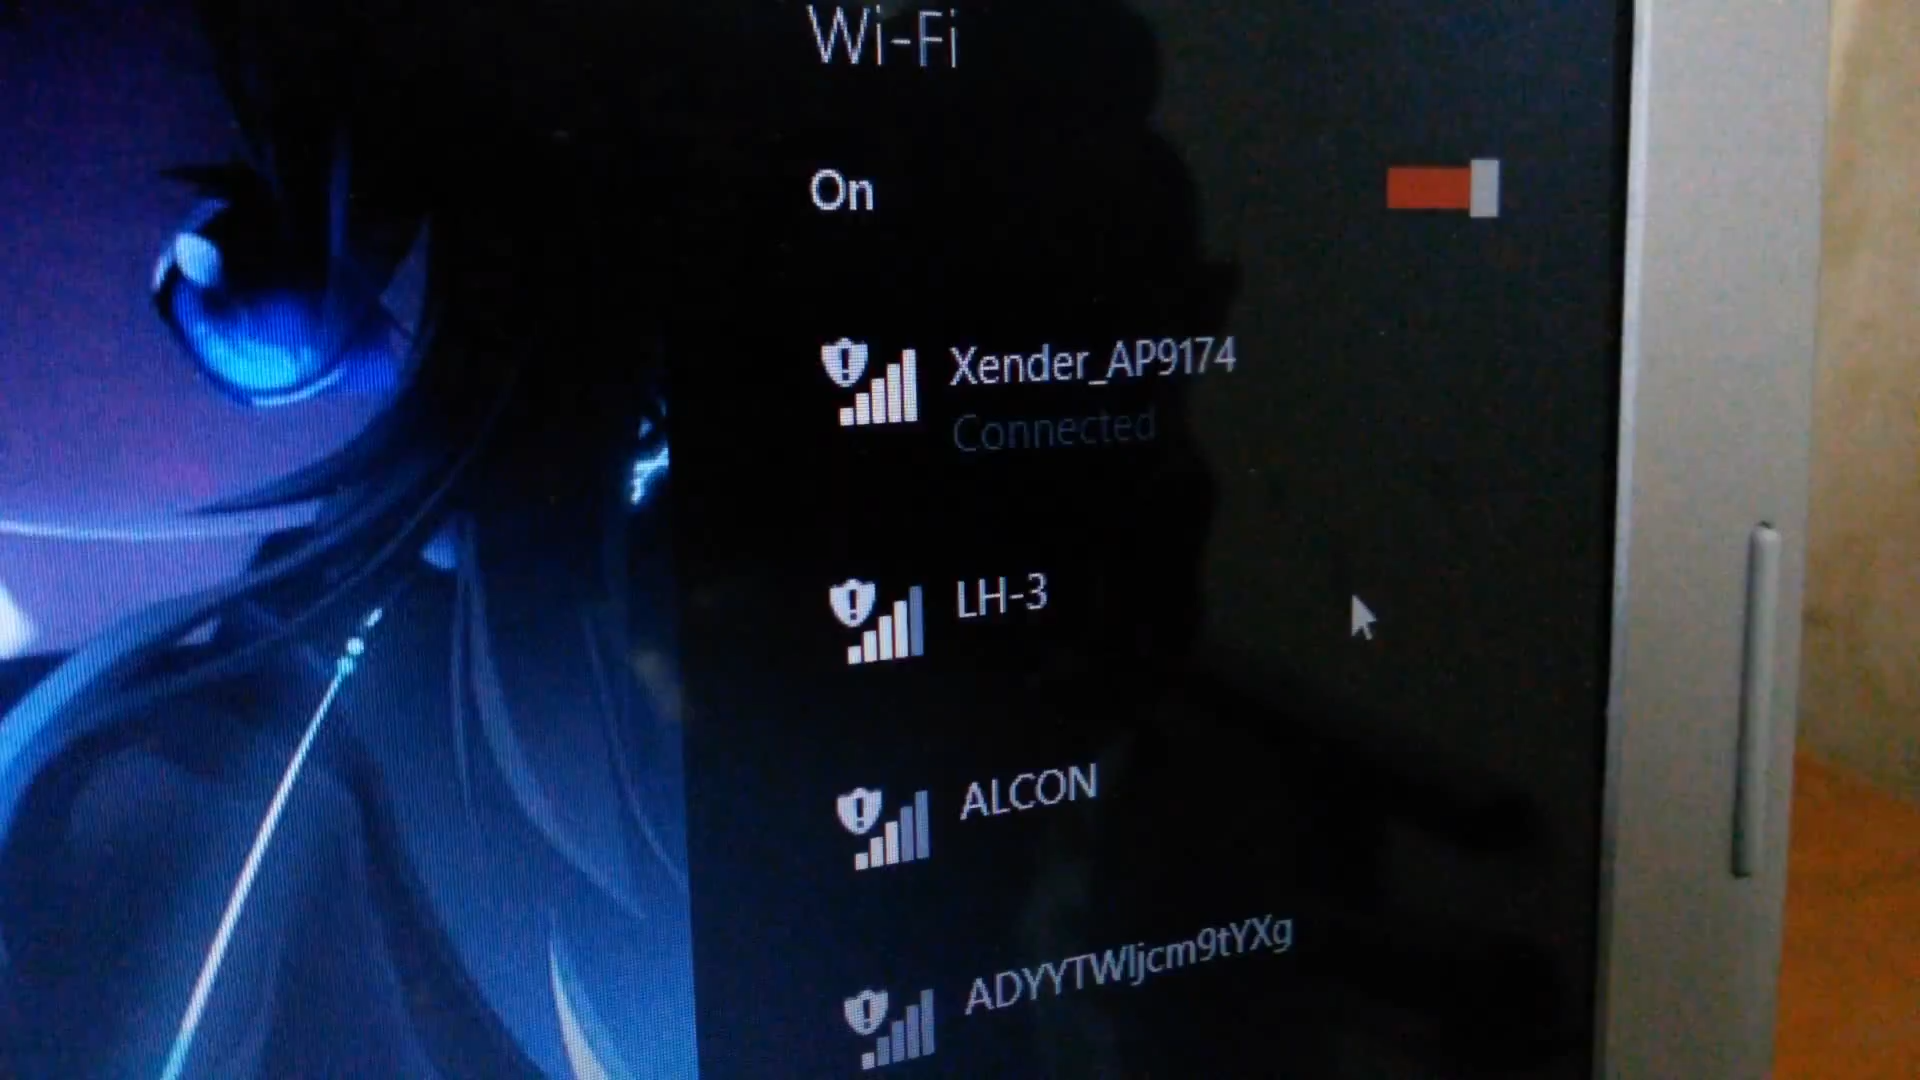 Wi-Fi
On
Xender_AP9174
Connected
LH-3
ALCON
ADYYTWljcm9tYXg